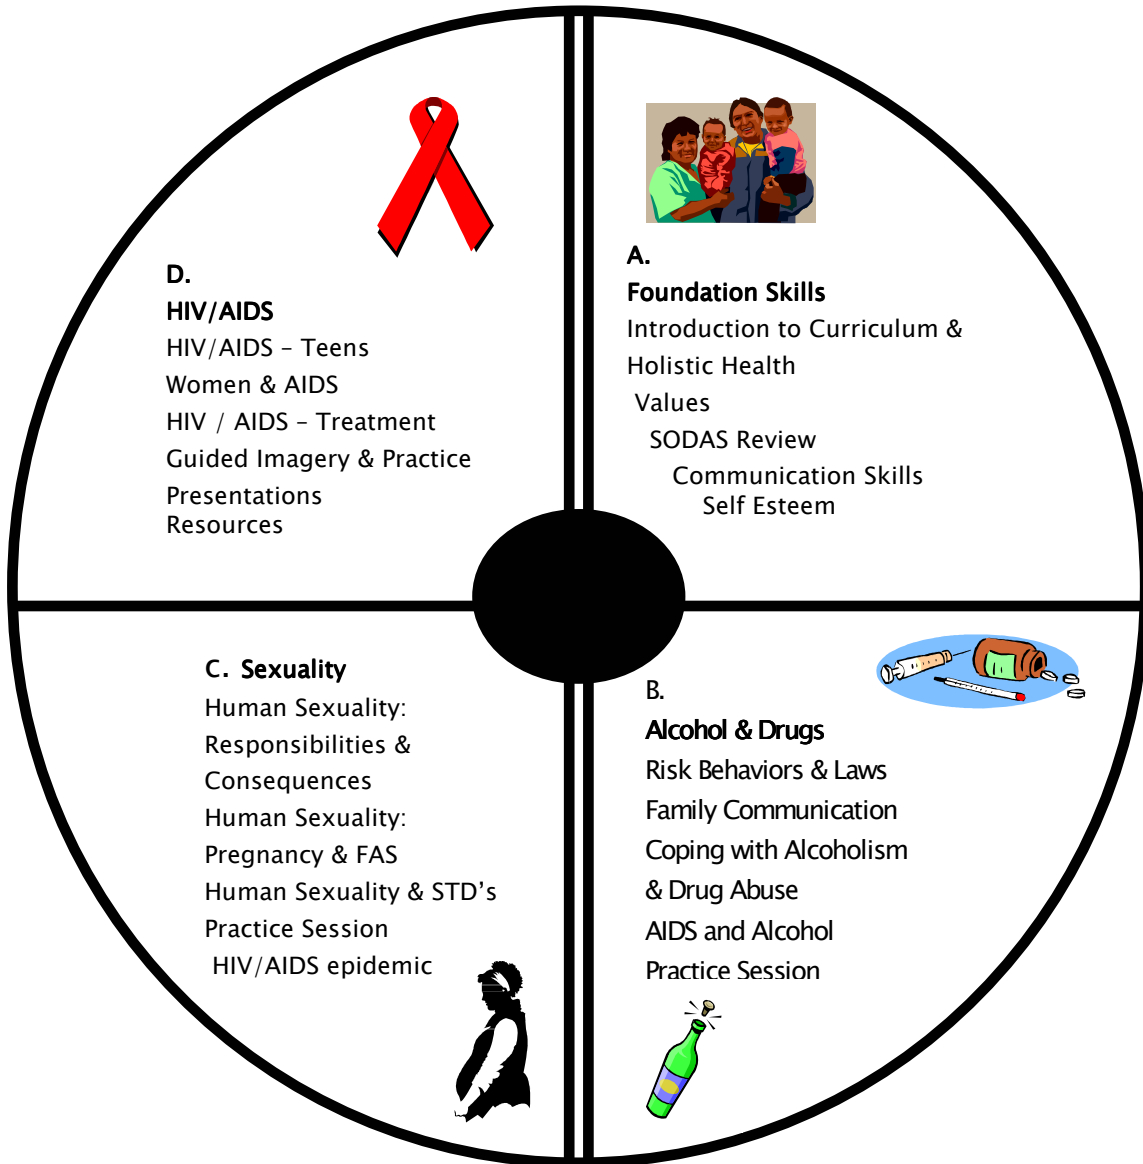 A.
Foundation Skills
Introduction to Curriculum &
Holistic Health
Values
SODAS Review
Communication Skills
Self Esteem
B.
Alcohol & Drugs
Risk Behaviors & Laws
Family Communication
Coping with Alcoholism
& Drug Abuse
AIDS and Alcohol
Practice Session
C. Sexuality
Human Sexuality:
Responsibilities &
Consequences
Human Sexuality:
Pregnancy & FAS
Human Sexuality & STD’s
Practice Session
HIV/AIDS epidemic
D.
HIV/AIDS
HIV/AIDS – Teens
Women & AIDS
HIV / AIDS – Treatment
Guided Imagery & Practice
Presentations
Resources